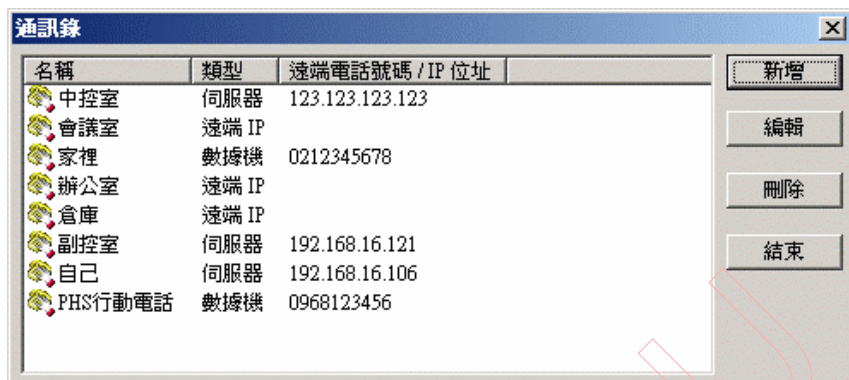 通訊錄
名稱 類型 遠端電話號碼 / IP 位址
中控室 伺服器 123.123.123.123
會議室 遠端 IP
家裡 數據機 0212345678
辦公室 遠端 IP
倉庫 遠端 IP
副控室 伺服器 192.168.16.121
自己 伺服器 192.168.16.106
PHS行動電話 數據機 0968123456
新增
編輯
刪除
結束